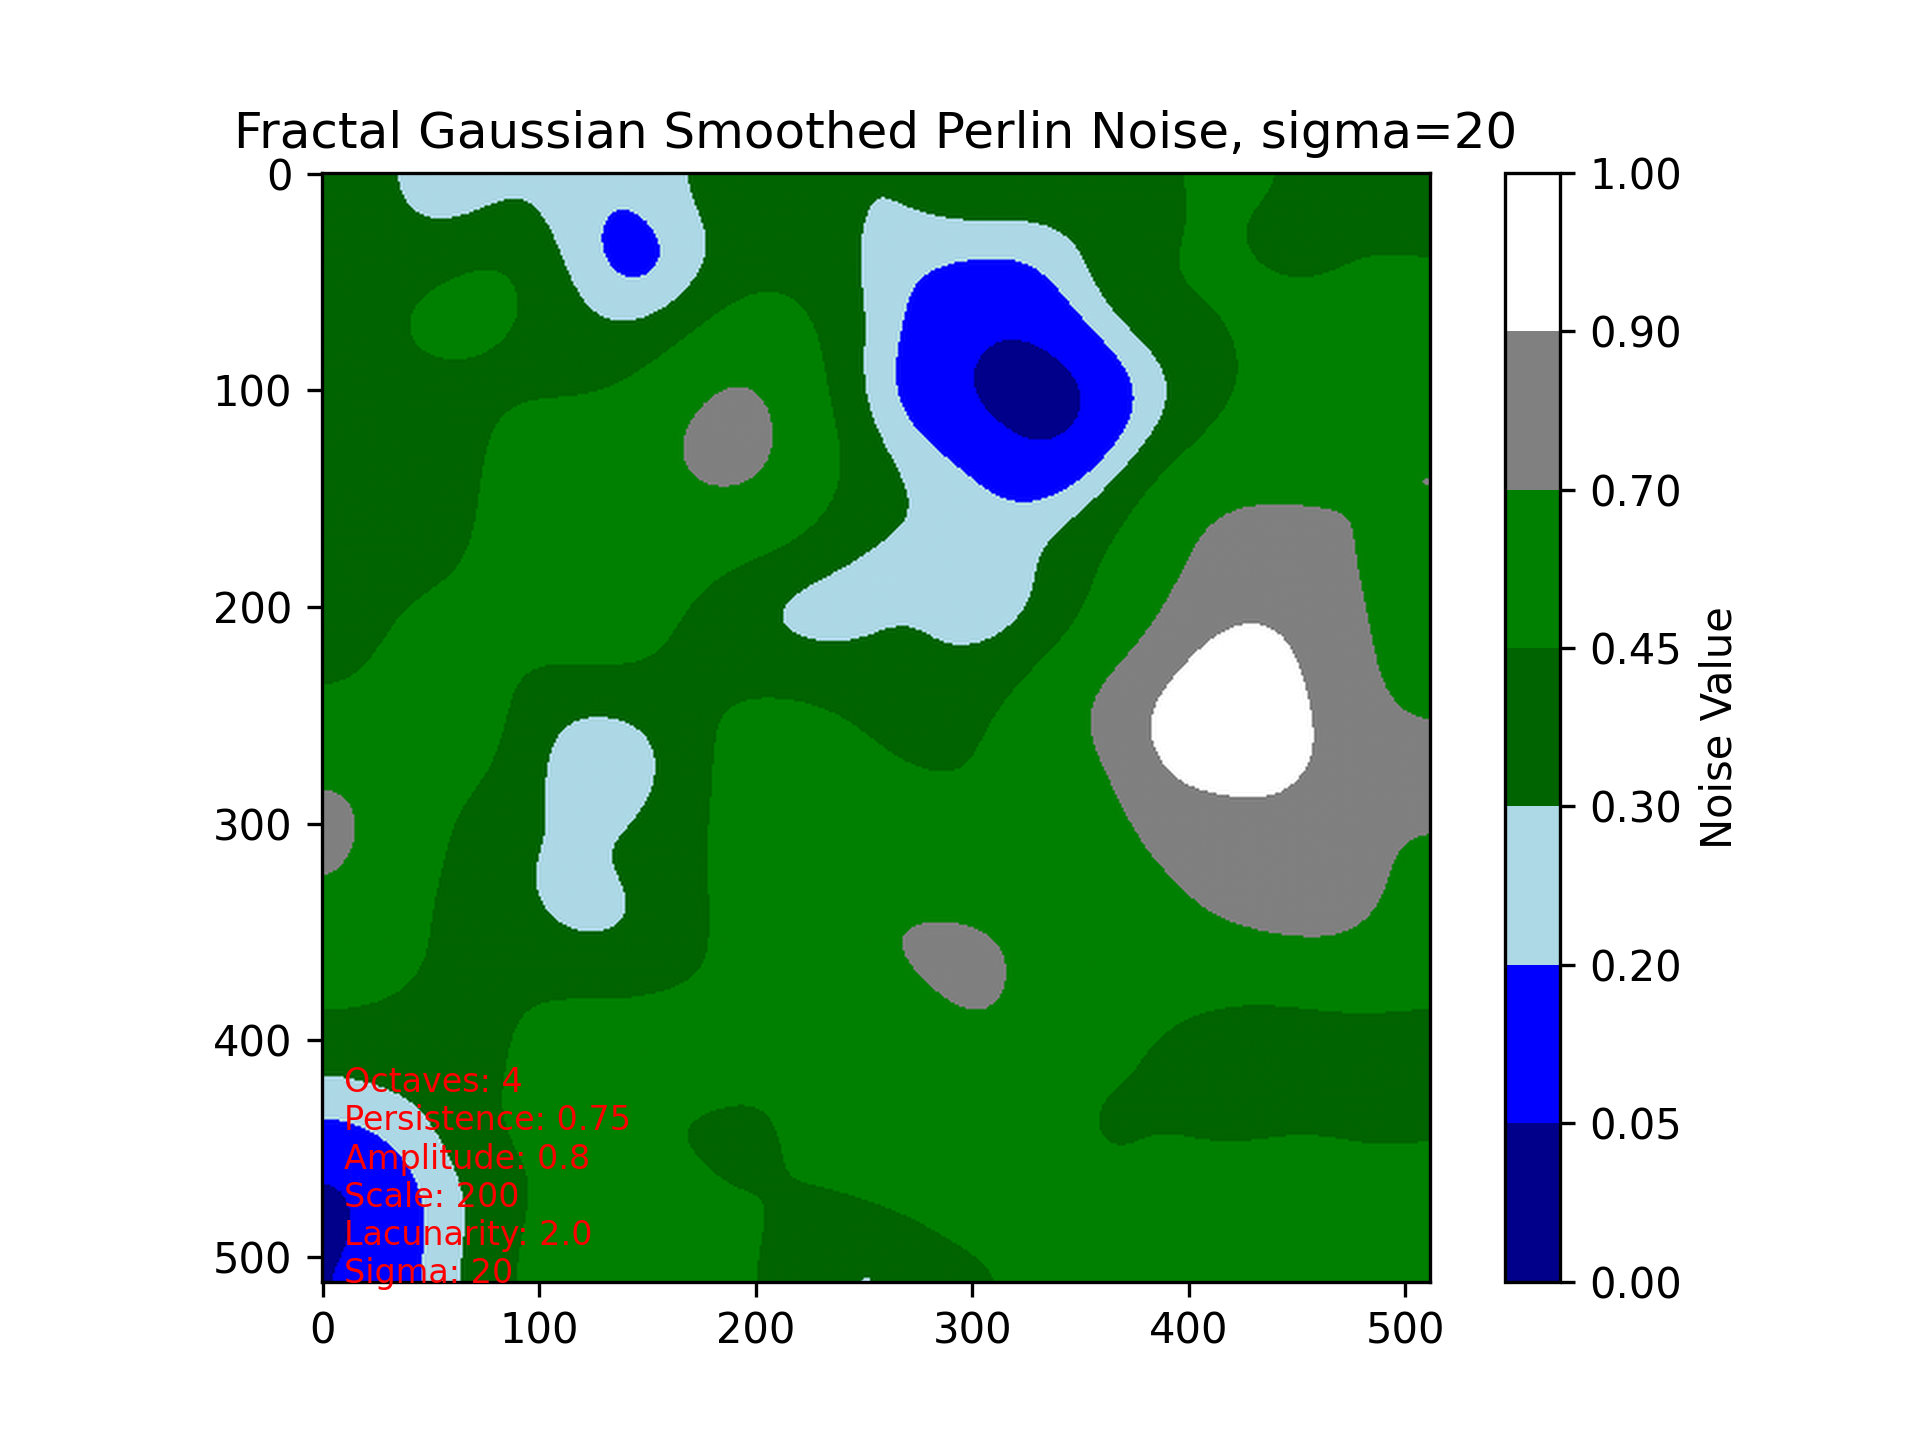 Fractal Gaussian Smoothed Perlin Noise, sigma=20
0
100
200
300
400
500
Octaves: 4
Persistence: 0.75
Amplitude: 0.8
Scale: 200
Lacunarity: 2.0
Sigma: 20
0 100 200 300 400 500
1.00
0.90
0.70
0.45
0.30
0.20
0.05
0.00
Noise Value